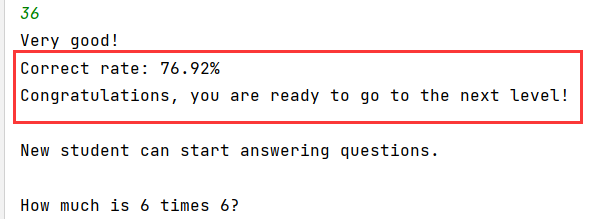 36
Very good!
Correct rate: 76.92%
Congratulations, you are ready to go to the next level!
New student can start answering questions.
How much is 6 times 6?